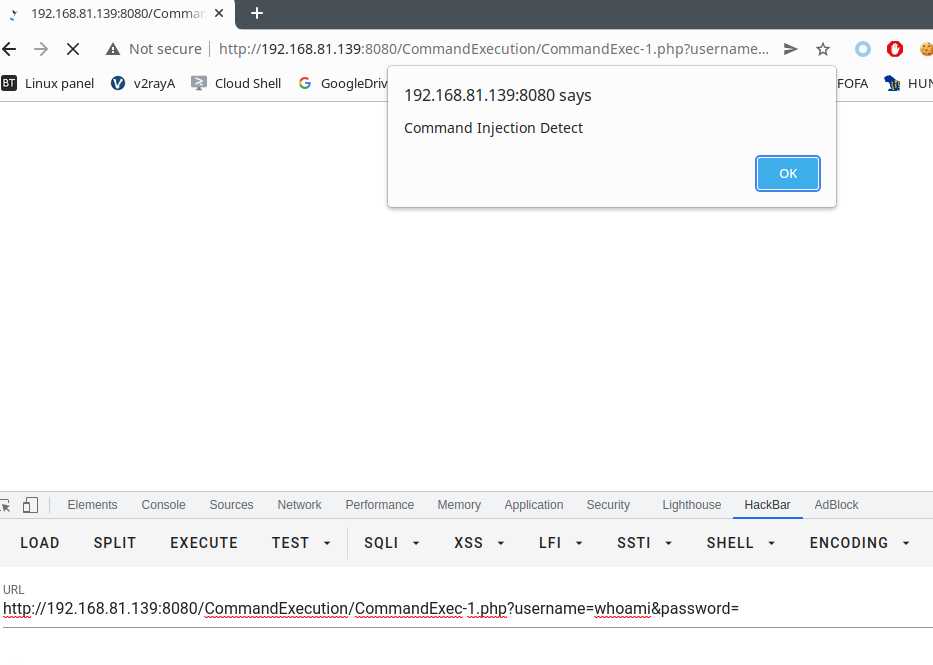 192.168.81.139:8080/Commar
Not secure http://192.168.81.139:8080/CommandExecution/CommandExec-1.php?username...
BT Linux panel v2rayA Cloud Shell GoogleDriv FOFA HUN
192.168.81.139:8080 says
Command Injection Detect
OK
Elements Console Sources Network Performance Memory Application Security Lighthouse HackBar AdBlock
LOAD SPLIT EXECUTE TEST SQLI XSS LFI SSTI SHELL ENCODING
URL
http://192.168.81.139:8080/CommandExecution/CommandExec-1.php?username=whoami&password=